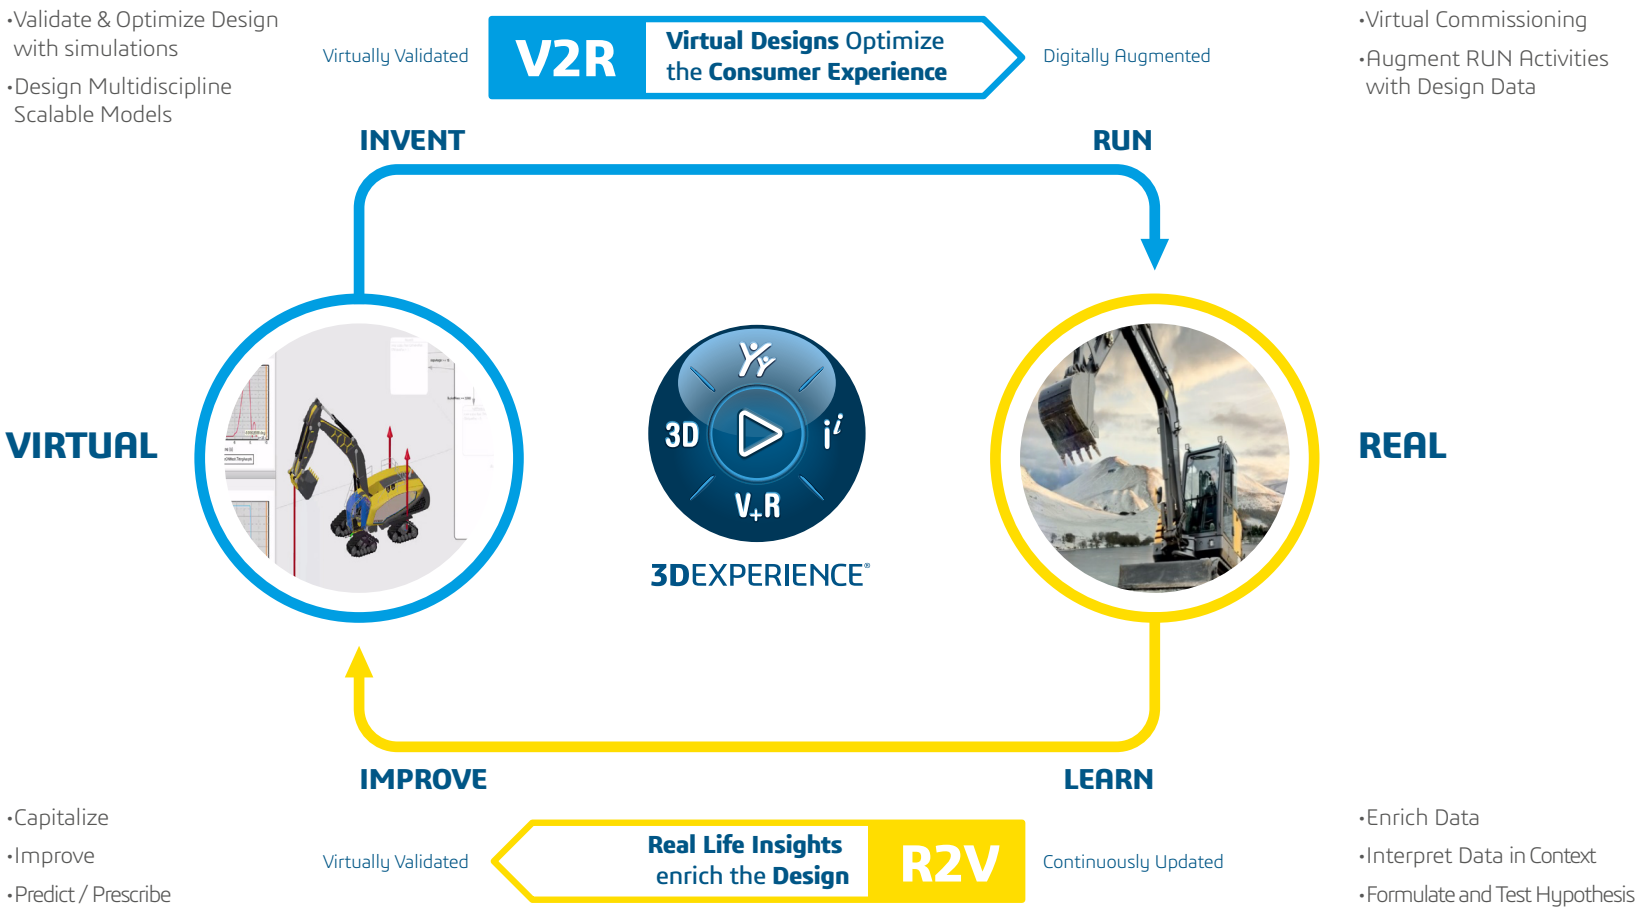 •Validate & Optimize Design
with simulations
•Design Multidiscipline
Scalable Models
Virtually Validated
V2R
Virtual Designs Optimize
the Consumer Experience
Digitally Augmented
•Virtual Commissioning
•Augment RUN Activities
with Design Data
INVENT
RUN
VIRTUAL
3D
i i
V+R
3DEXPERIENCE®
REAL
IMPROVE
LEARN
•Capitalize
•Improve
•Predict / Prescribe
Virtually Validated
Real Life Insights
enrich the Design
R2V
Continuously Updated
•Enrich Data
•Interpret Data in Context
•Formulate and Test Hypothesis